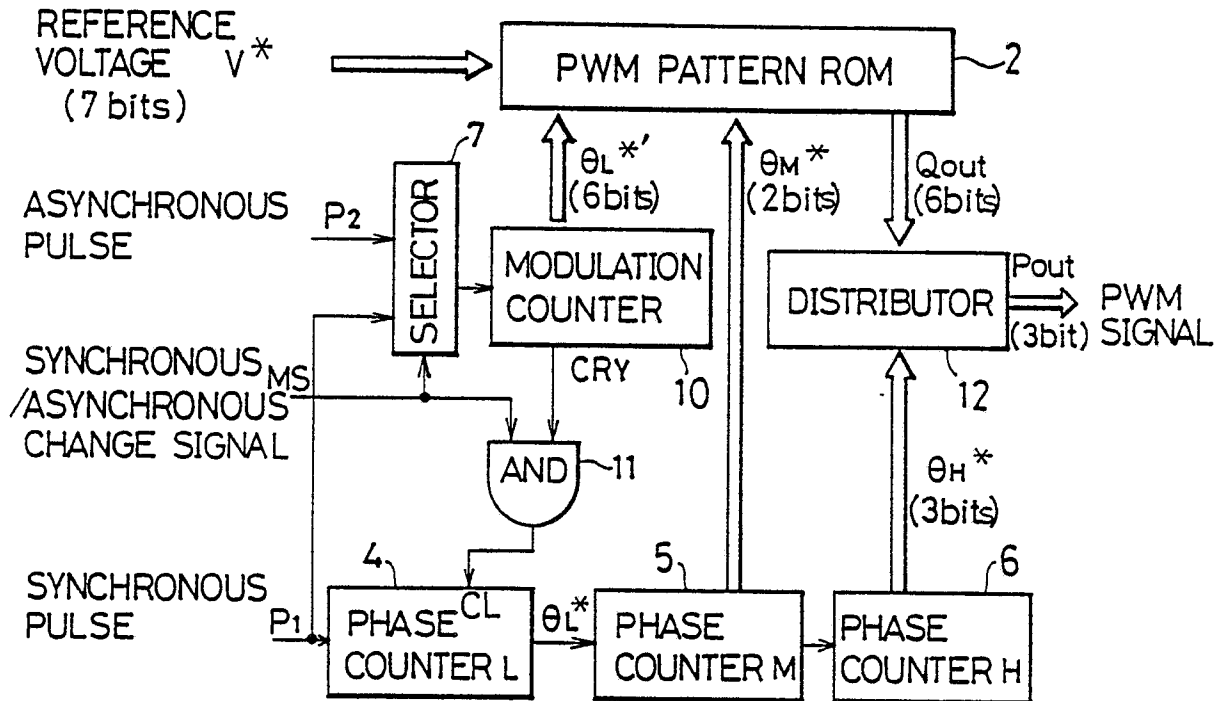 REFERENCE
VOLTAGE V*
(7 bits)
PWM PATTERN ROM
2
7
θL*'
(6bits)
θM*
(2bits)
Qout
(6bits)
ASYNCHRONOUS
PULSE
P2
SELECTOR
MODULATION
COUNTER
10
CRY
DISTRIBUTOR
12
Pout
(3bit)
PWM
SIGNAL
SYNCHRONOUS
/ASYNCHRONOUS
CHANGE SIGNAL
MS
AND
11
θH*
(3bits)
SYNCHRONOUS
PULSE
P1
4
CL
PHASE
COUNTER L
θL*
5
PHASE
COUNTER M
6
PHASE
COUNTER H